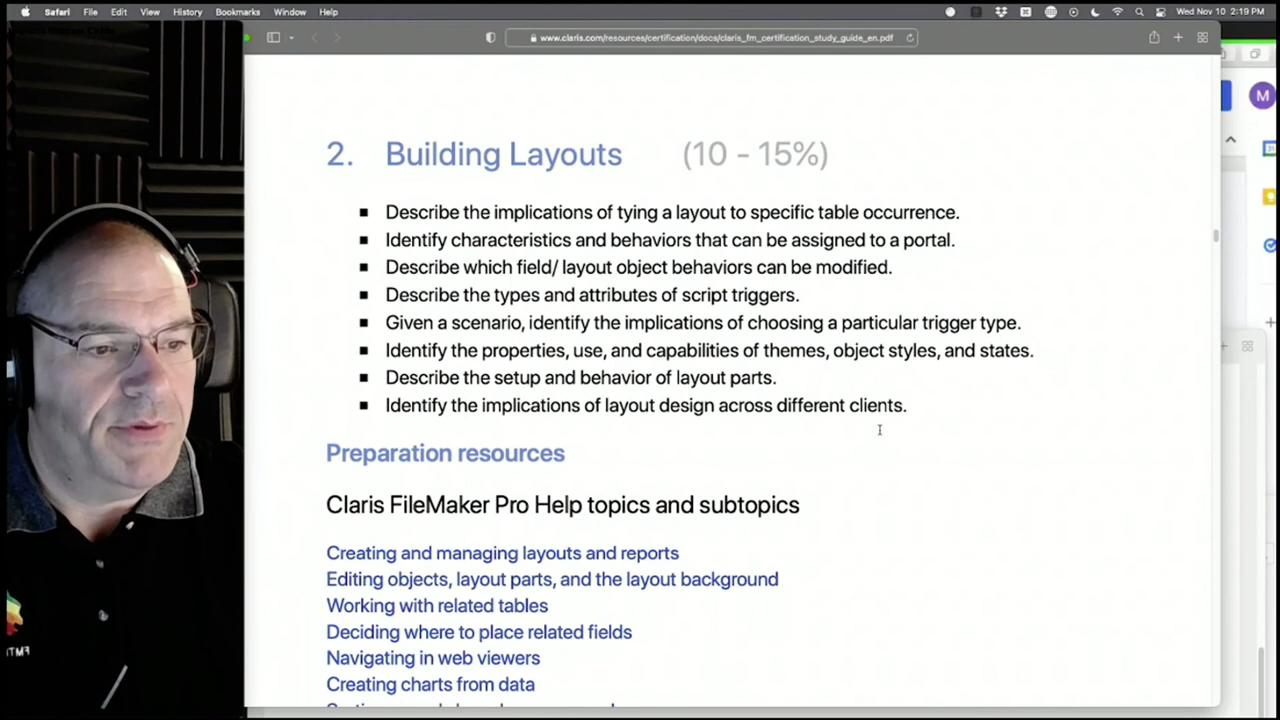 Safari File Edit View History Bookmarks Window Help Wed Nov 10 2:19 PM
www.claris.com/resources/certification/docs/claris_fm_certification_study_guide_en.pdf
M
2. Building Layouts (10 - 15%)
■ Describe the implications of tying a layout to specific table occurrence.
■ Identify characteristics and behaviors that can be assigned to a portal.
■ Describe which field/ layout object behaviors can be modified.
■ Describe the types and attributes of script triggers.
■ Given a scenario, identify the implications of choosing a particular trigger type.
■ Identify the properties, use, and capabilities of themes, object styles, and states.
■ Describe the setup and behavior of layout parts.
■ Identify the implications of layout design across different clients.
Preparation resources
Claris FileMaker Pro Help topics and subtopics
Creating and managing layouts and reports
Editing objects, layout parts, and the layout background
Working with related tables
Deciding where to place related fields
Navigating in web viewers
Creating charts from data